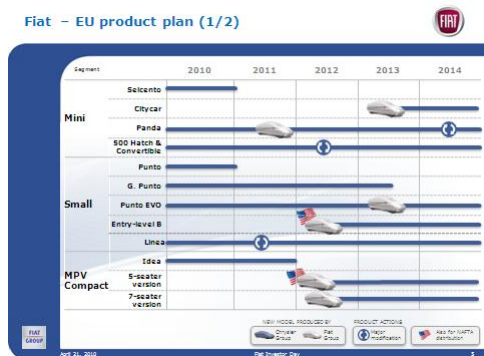 Fiat – EU product plan (1/2)
FIAT
Segment
2010 2011 2012 2013 2014
Mini
Seicento
Citycar
Panda
500 Hatch &
Convertible
Small
Punto
G. Punto
Punto EVO
Entry-level B
Linea
MPV
Compact
Idea
5-seater
version
7-seater
version
NEW MODEL PRODUCED BY PRODUCT ACTIONS
Chrysler
Group
Fiat
Group
Major
modification
Also for NAFTA
distribution
FIAT
GROUP
April 21, 2010 Fiat Investor Day 5